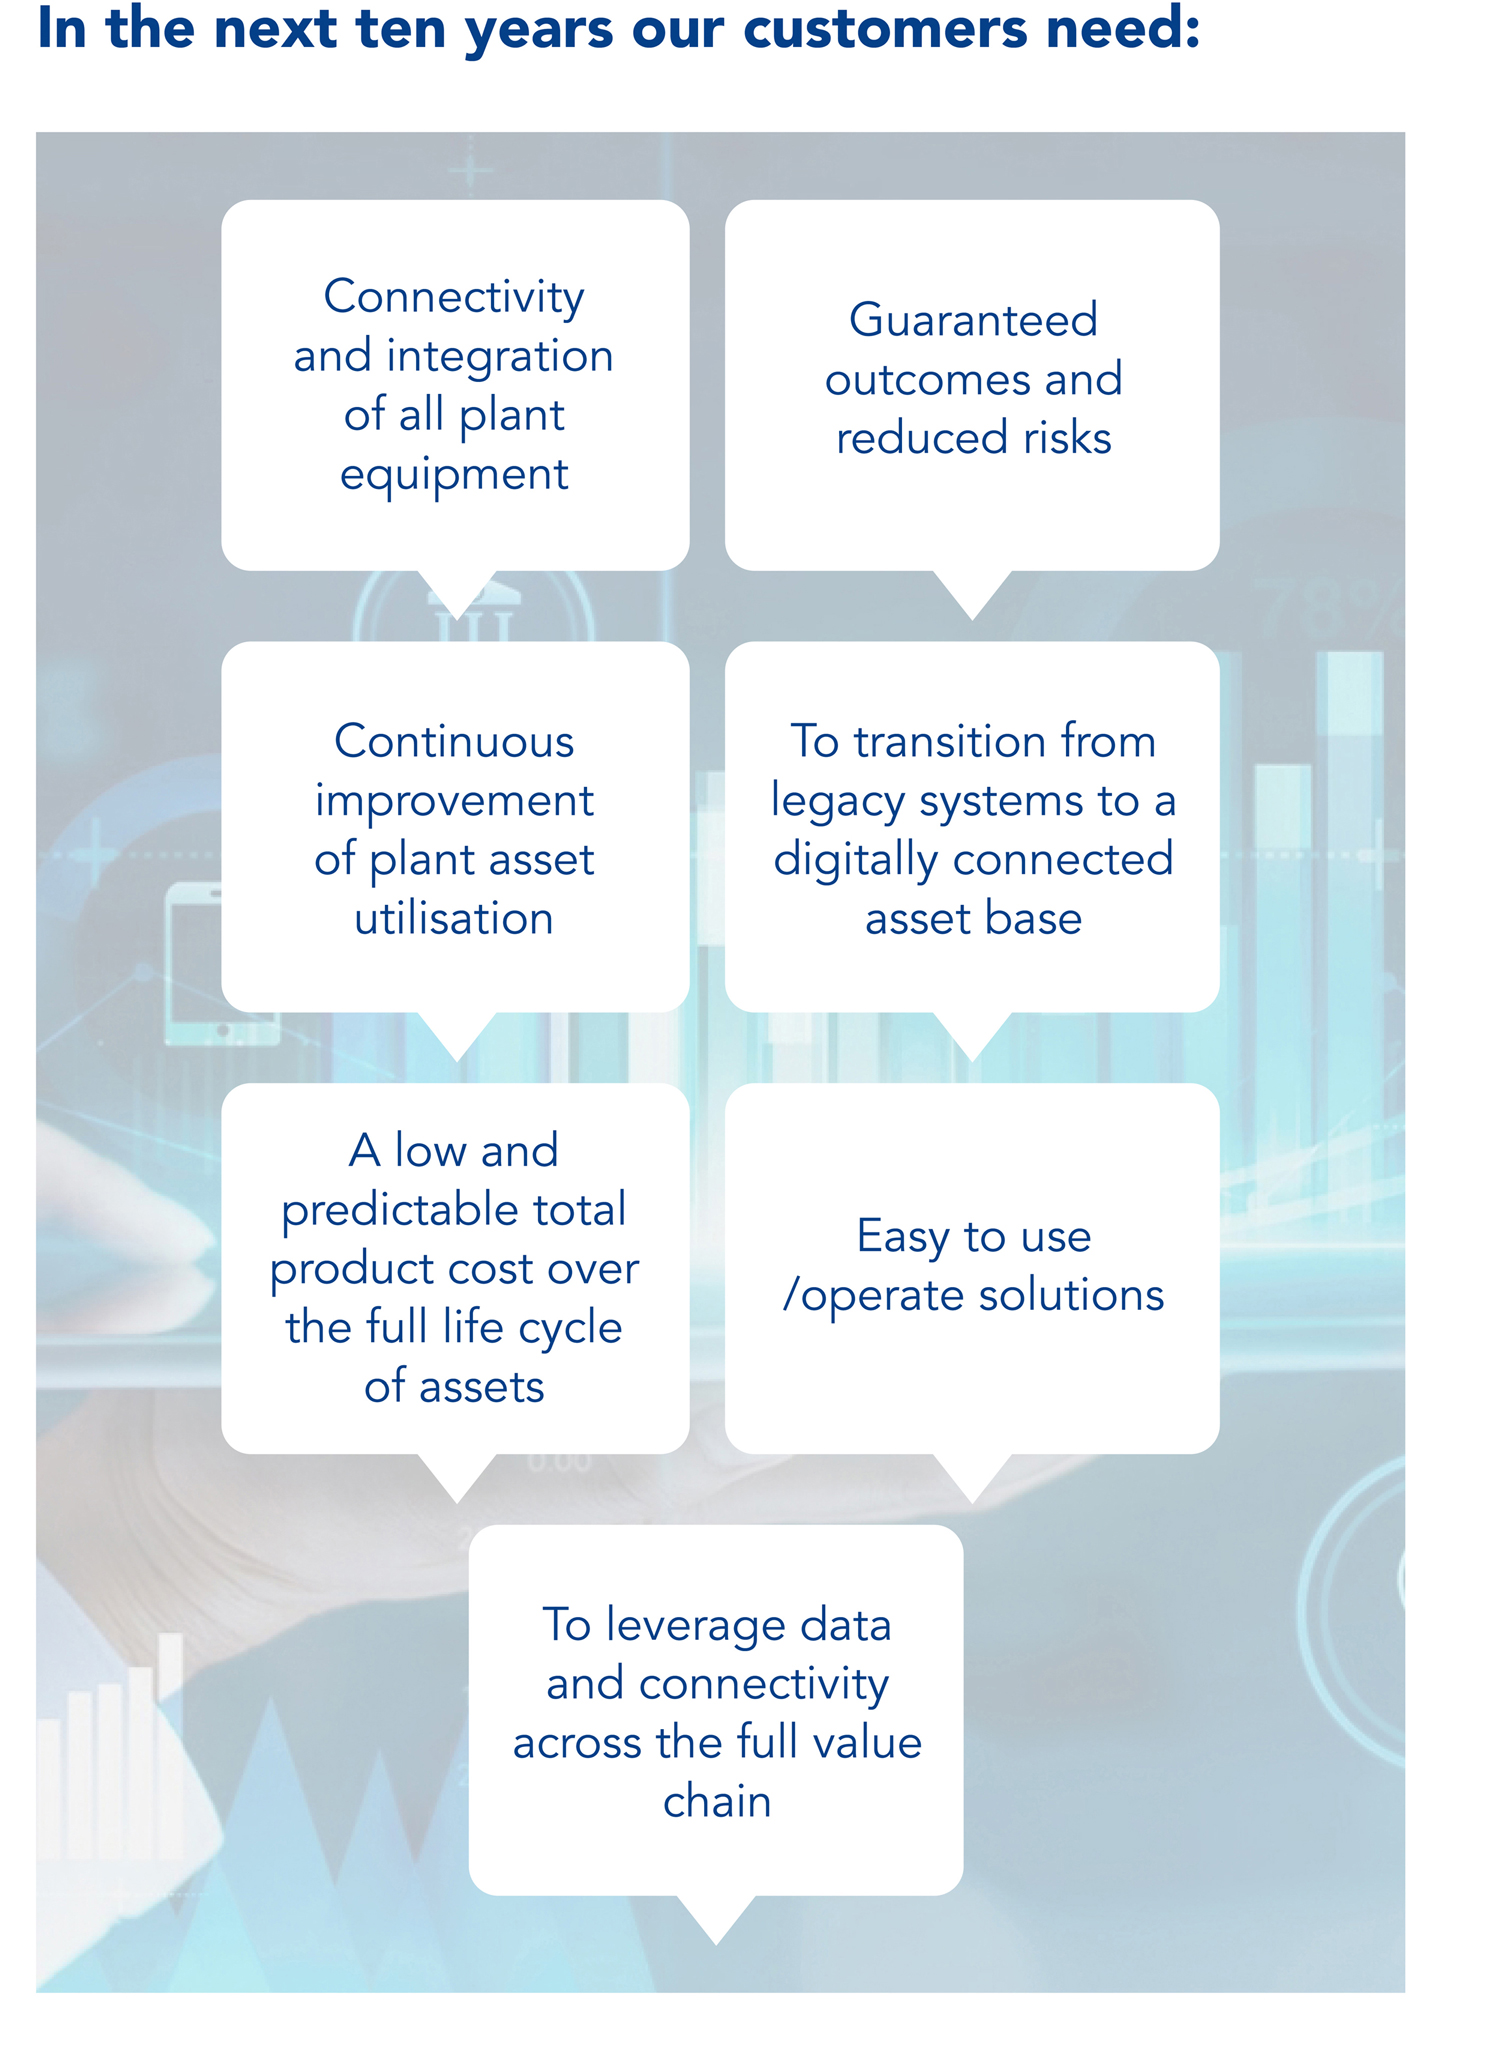 In the next ten years our customers need:
Connectivity
and integration
of all plant
equipment
Guaranteed
outcomes and
reduced risks
78%
Continuous
improvement
of plant asset
utilisation
To transition from
legacy systems to a
digitally connected
asset base
A low and
predictable total
product cost over
the full life cycle
of assets
Easy to use
/operate solutions
0.00
To leverage data
and connectivity
across the full value
chain